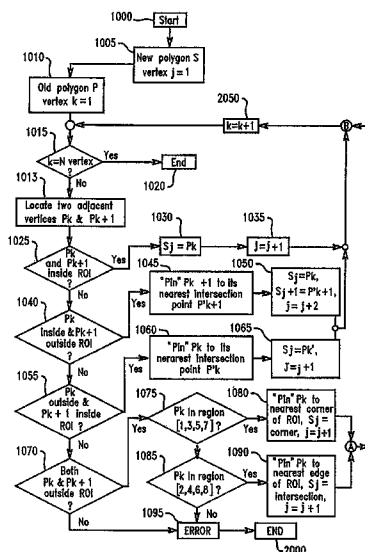 1000
Start
1005
New polygon S
vertex j = 1
1010
Old polygon P
vertex k = 1
1015
k=N vertex
?
Yes
End
1020
No
2050
k=k+1
B
1013
Locate two adjacent
vertices Pk & Pk+1
1025
Pk
and Pk+1
inside ROI
?
Yes
1030
Sj = Pk
1035
J=j+1
No
1040
Pk
inside &Pk+1
outside ROI
?
Yes
1045
"Pin" Pk +1 to its
nearest intersection
point P'k+1
1050
Sj=Pk,
Sj+1=P'k+1,
j=j+2
No
1055
Pk
outside &
Pk + 1 inside
ROI ?
Yes
1060
"Pin" Pk to its
nerarest intersection
point P'k
1065
Sj=Pk',
J=j+1
No
1070
Both
Pk & Pk+1
outside ROI
?
Yes
1075
Pk in region
[1,3,5,7] ?
Yes
1080
"Pin" Pk to
nearest corner
of ROI, Sj =
corner, j=j+1
A
1085
Pk in region
[2,4,6,8] ?
Yes
1090
"Pin" Pk to
nearest edge
of ROI, Sj =
intersection,
j = j+1
No
No
1095
ERROR
END
2000